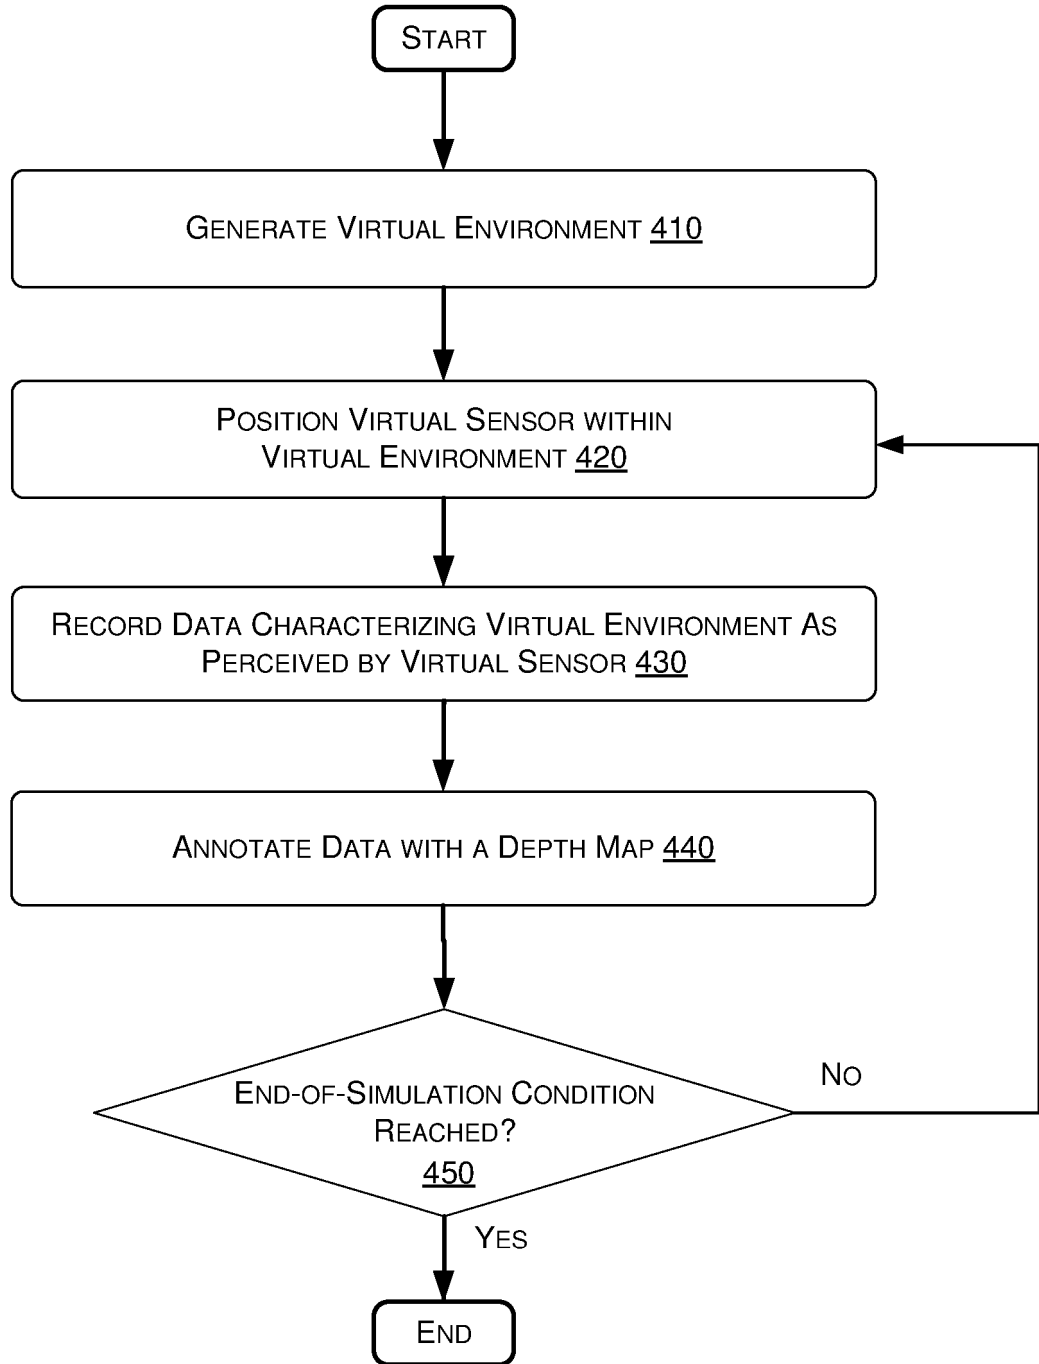 START
GENERATE VIRTUAL ENVIRONMENT 410
POSITION VIRTUAL SENSOR WITHIN
VIRTUAL ENVIRONMENT 420
RECORD DATA CHARACTERIZING VIRTUAL ENVIRONMENT AS
PERCEIVED BY VIRTUAL SENSOR 430
ANNOTATE DATA WITH A DEPTH MAP 440
END-OF-SIMULATION CONDITION
REACHED?
450
NO
YES
END